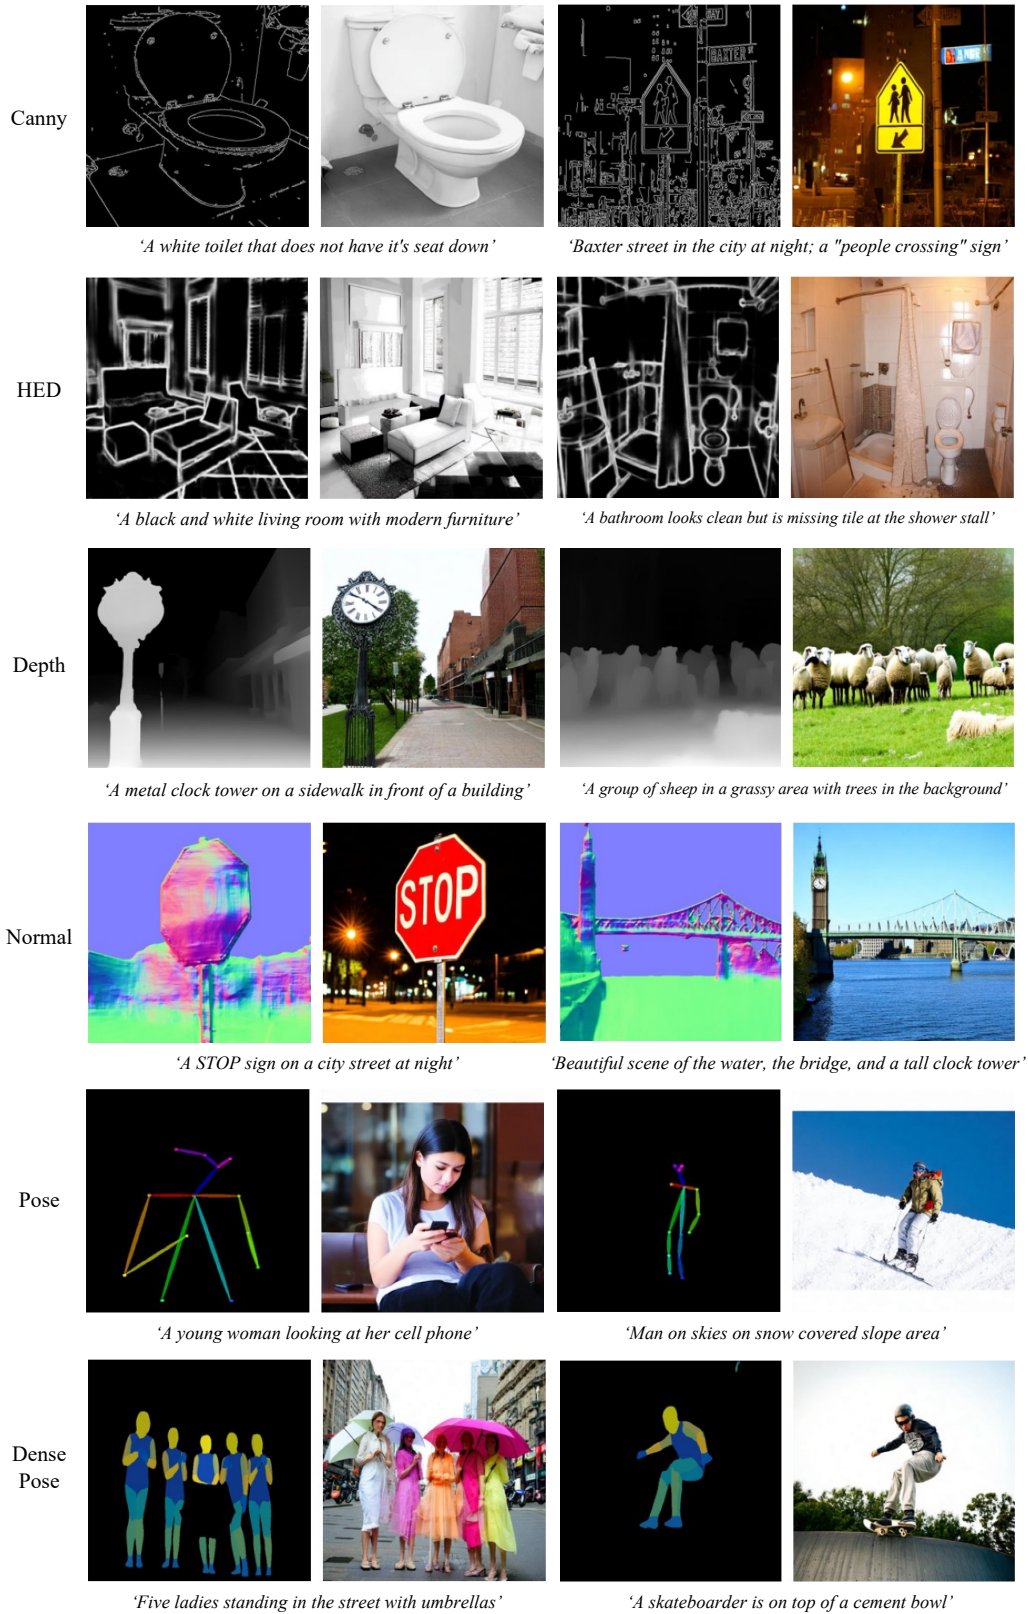 WAY
BAXTER
Canny
‘A white toilet that does not have it's seat down’
‘Baxter street in the city at night; a "people crossing" sign’
HED
‘A black and white living room with modern furniture’
‘A bathroom looks clean but is missing tile at the shower stall’
Depth
‘A metal clock tower on a sidewalk in front of a building’
‘A group of sheep in a grassy area with trees in the background’
STOP
Normal
‘A STOP sign on a city street at night’
‘Beautiful scene of the water, the bridge, and a tall clock tower’
Pose
‘A young woman looking at her cell phone’
‘Man on skies on snow covered slope area’
Dense
Pose
‘Five ladies standing in the street with umbrellas’
‘A skateboarder is on top of a cement bowl’